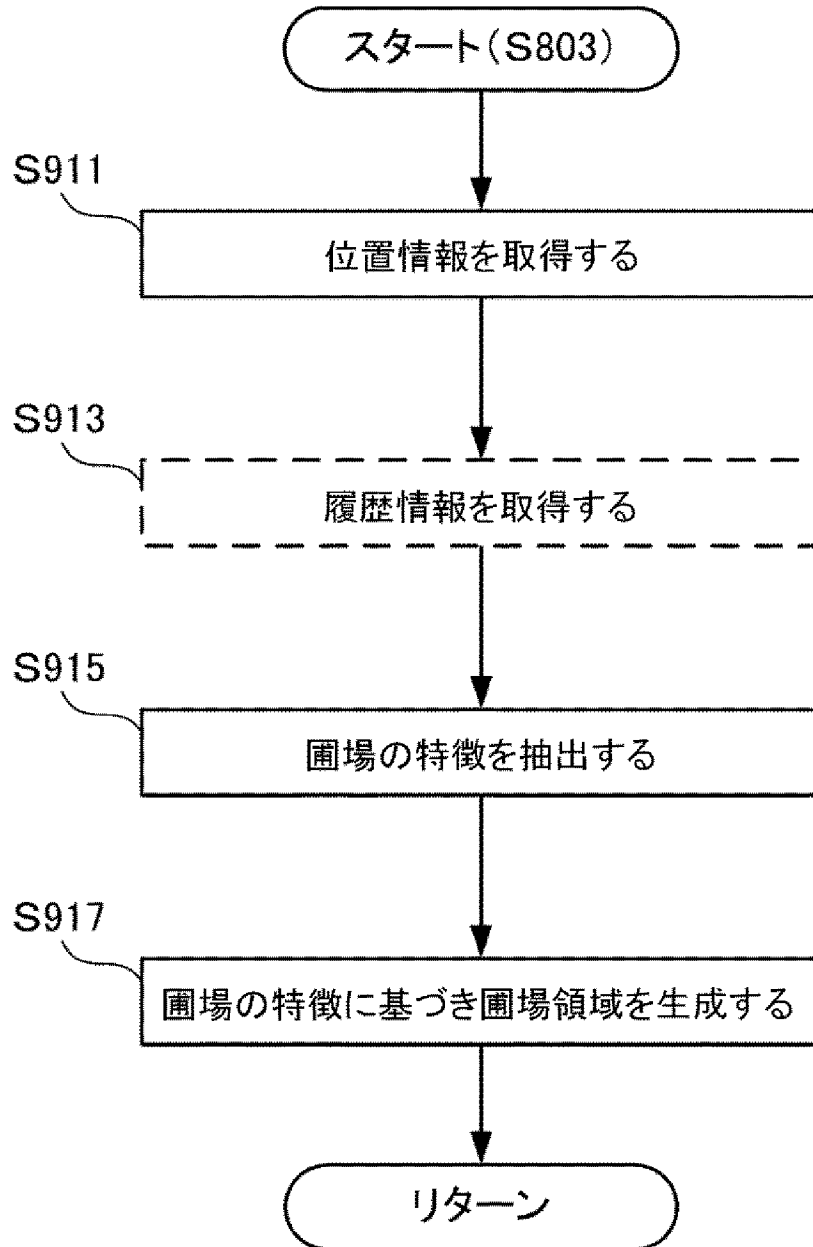 スタート(S803)
S911
位置情報を取得する
S913
履歴情報を取得する
S915
圃場の特徴を抽出する
S917
圃場の特徴に基づき圃場領域を生成する
リターン